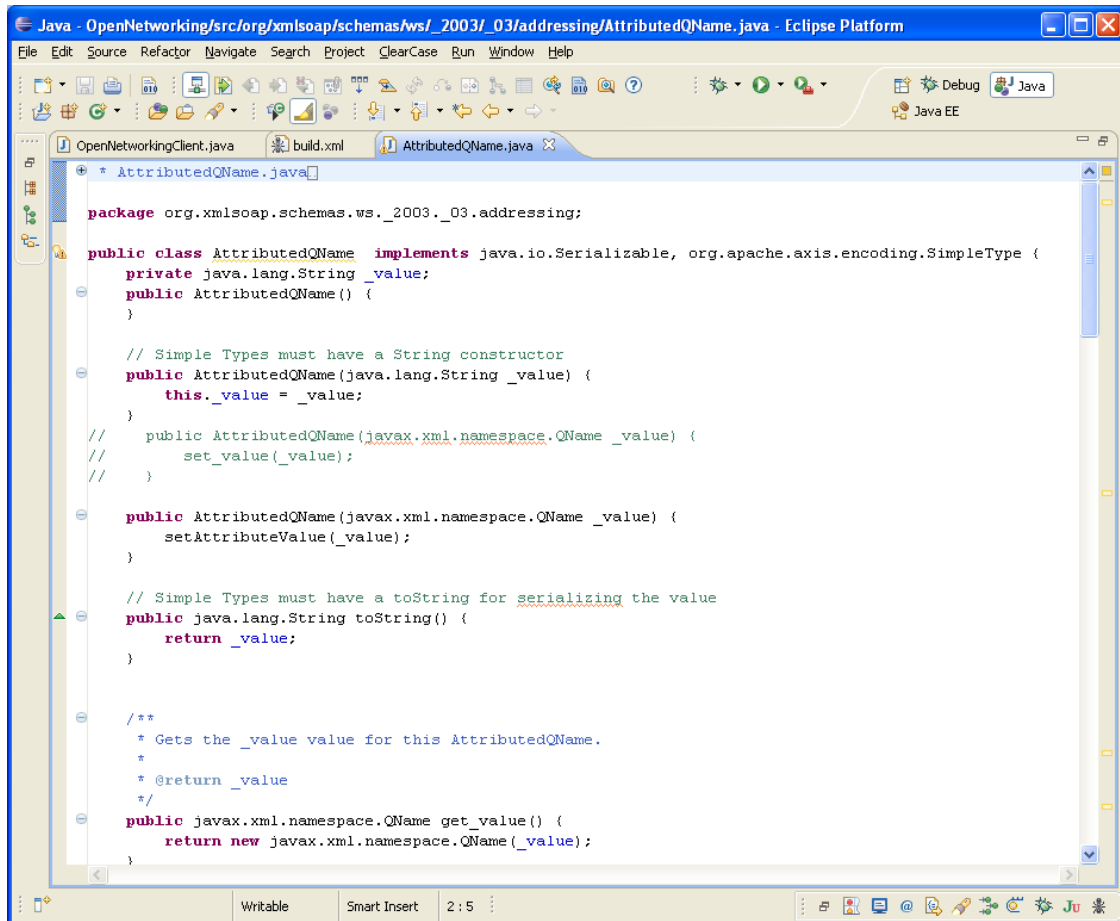 Java - OpenNetworking/src/org/xmlsoap/schemas/ws/_2003/_03/addressing/AttributedQName.java - Eclipse Platform
File Edit Source Refactor Navigate Search Project ClearCase Run Window Help
Debug Java
Java EE
OpenNetworkingClient.java build.xml AttributedQName.java
* AttributedQName.java
package org.xmlsoap.schemas.ws._2003._03.addressing;
public class AttributedQName  implements java.io.Serializable, org.apache.axis.encoding.SimpleType {
    private java.lang.String _value;
    public AttributedQName() {
    }
    // Simple Types must have a String constructor
    public AttributedQName(java.lang.String _value) {
        this._value = _value;
    }
//    public AttributedQName(javax.xml.namespace.QName _value) {
//        set_value(_value);
//    }
    public AttributedQName(javax.xml.namespace.QName _value) {
        setAttributeValue(_value);
    }
    // Simple Types must have a toString for serializing the value
    public java.lang.String toString() {
        return _value;
    }
    /**
     * Gets the _value value for this AttributedQName.
     *
     * @return _value
     */
    public javax.xml.namespace.QName get_value() {
        return new javax.xml.namespace.QName(_value);
    }
Writable Smart Insert 2 : 5